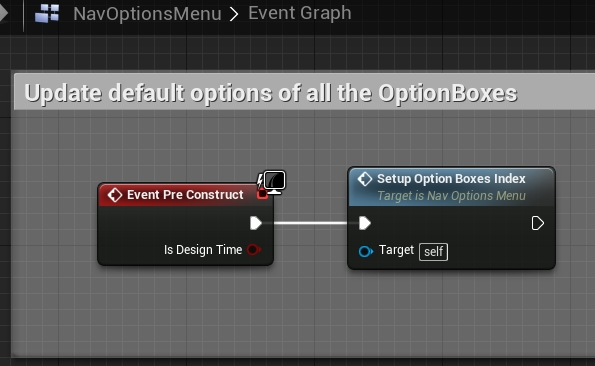 NavOptionsMenu > Event Graph
Update default options of all the OptionBoxes
Event Pre Construct
Is Design Time
Setup Option Boxes Index
Target is Nav Options Menu
Target self